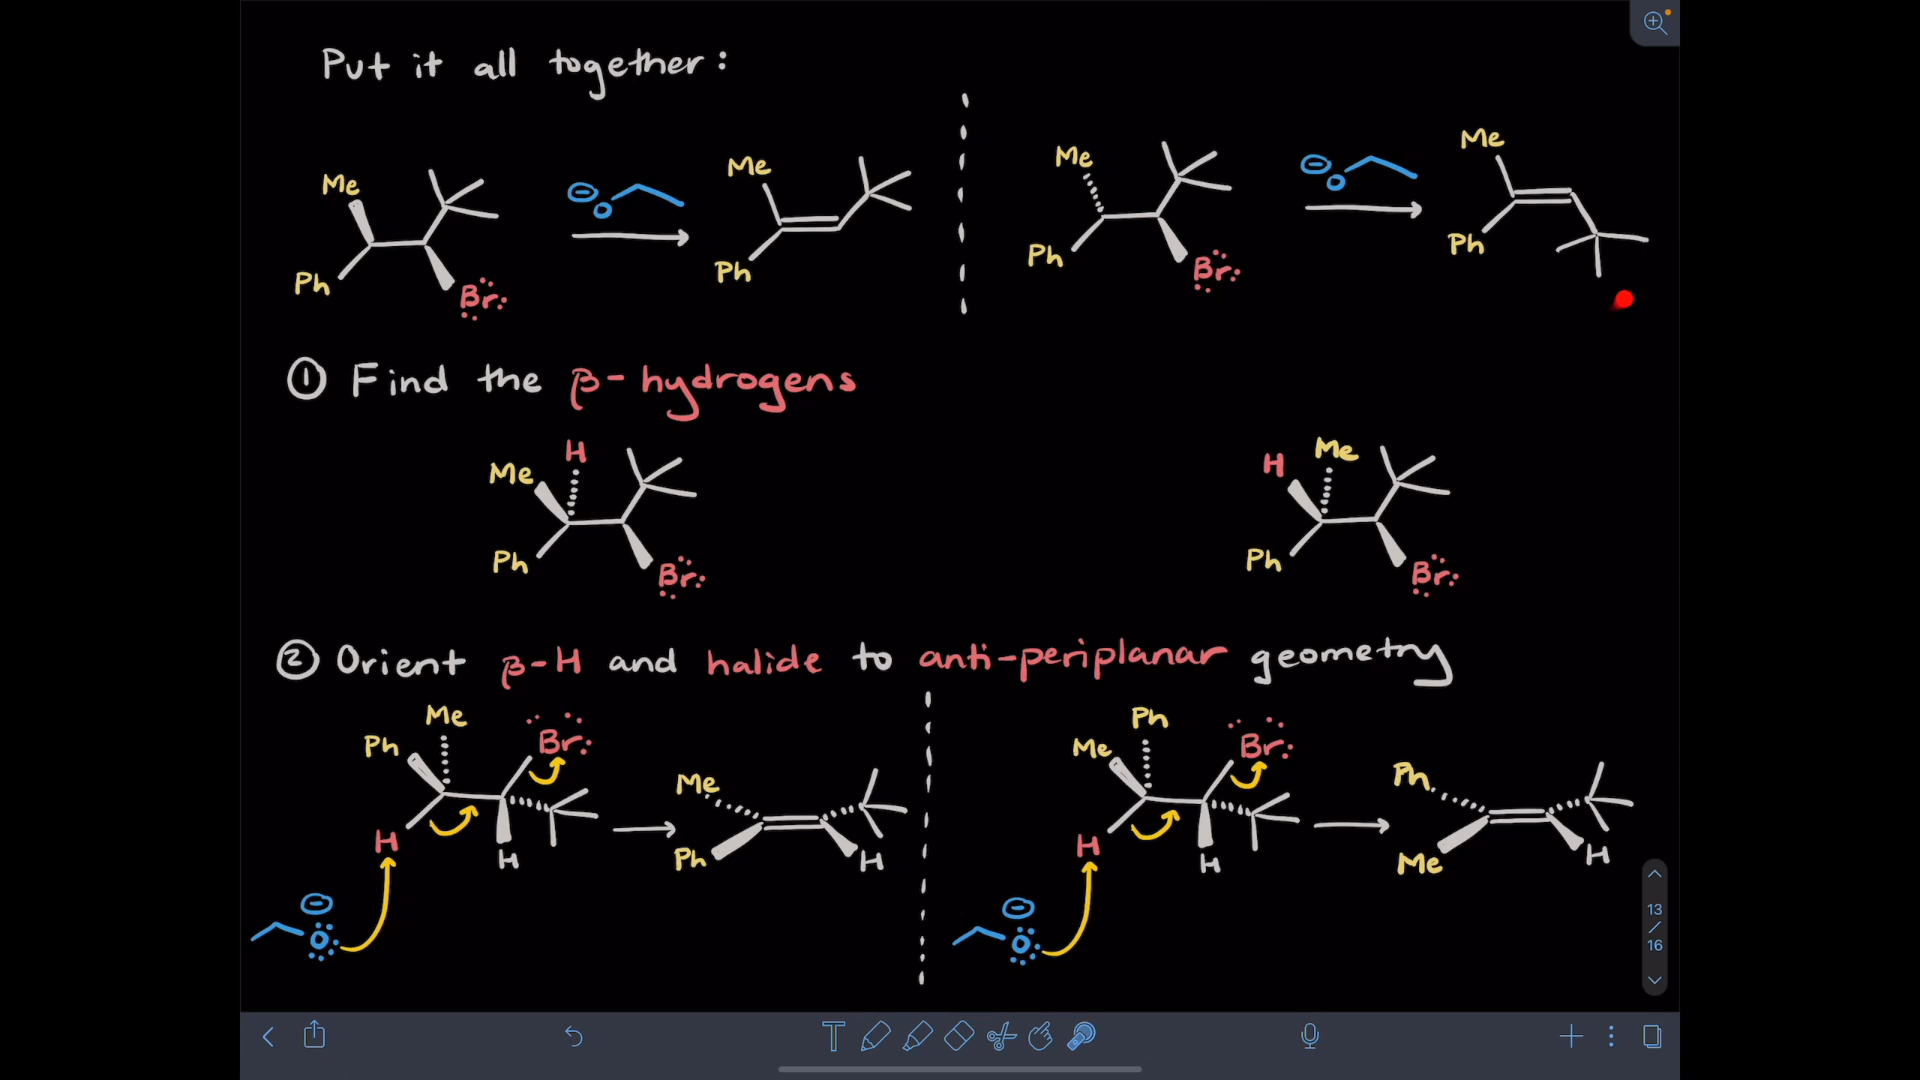 Put it all together:
Me
Ph
Br
⊖
O
Me
Ph
Me
Ph
Br
⊖
O
Me
Ph
① Find the β-hydrogens
H
Me
Ph
Br
H
Me
Ph
Br
② Orient β-H and halide to anti-periplanar geometry
Me
Ph
Br
H
H
⊖
O
Me
Ph
H
Ph
Me
Br
H
H
⊖
O
Ph
Me
H
13
/
16
T